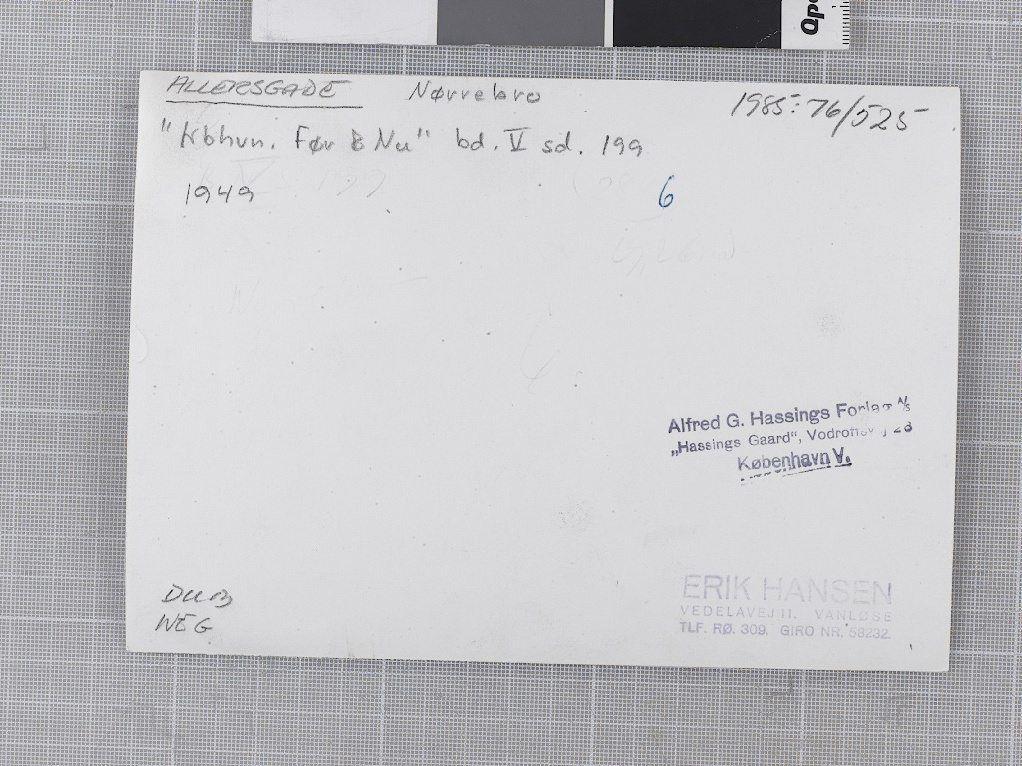 ALLERSGADE Nørrebro
1985:76/525
"Kbhvn. Før & Nu" bd. V sd. 199
1949
6
Alfred G. Hassings Forlag A/S
„Hassings Gaard“, Vodroffsvej 26
København V.
DUB
NEG
ERIK HANSEN
VEDELAVEJ 11. VANLØSE
TLF. RØ. 309. GIRO NR. 58232.